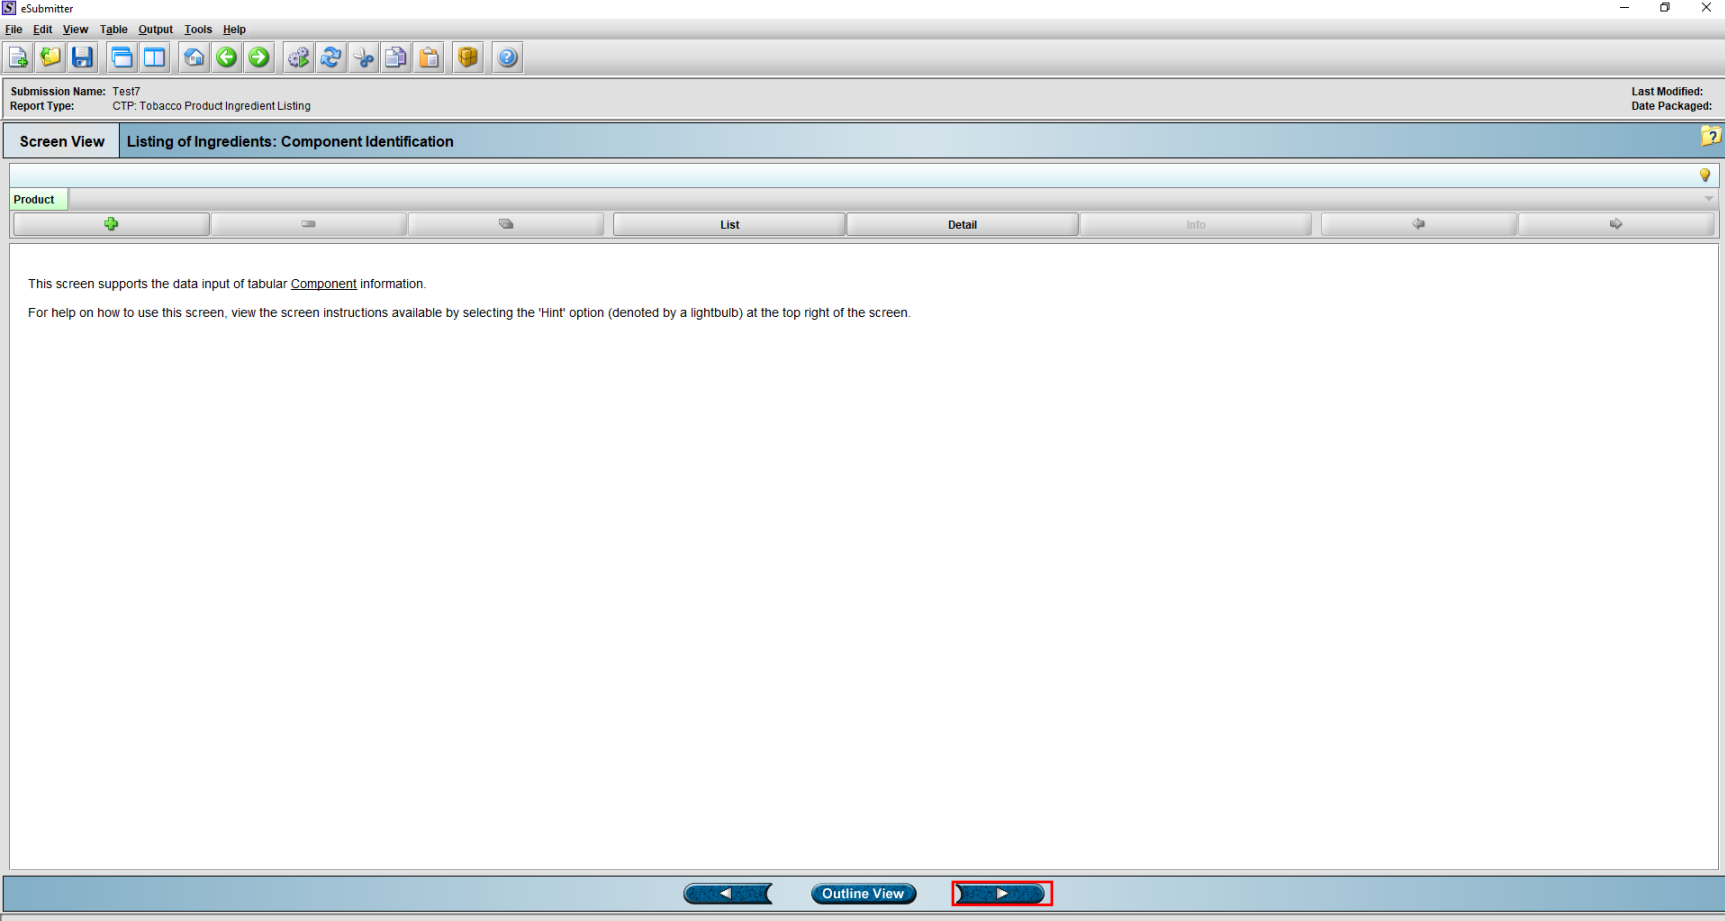 eSubmitter
File Edit View Table Output Tools Help
Submission Name: Test7
Last Modified:
Report Type: CTP: Tobacco Product Ingredient Listing
Date Packaged:
Screen View
Listing of Ingredients: Component Identification
Product
List Detail Info
This screen supports the data input of tabular Component information.
For help on how to use this screen, view the screen instructions available by selecting the 'Hint' option (denoted by a lightbulb) at the top right of the screen.
Outline View